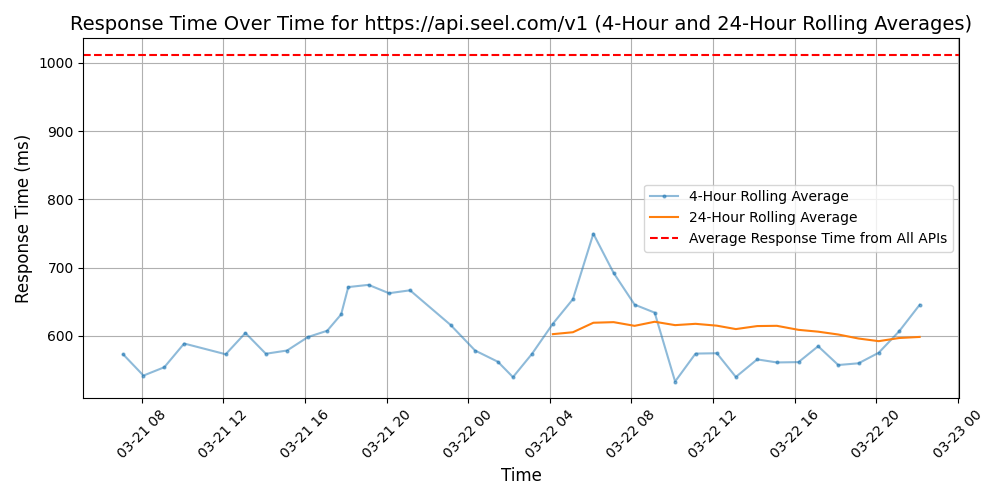 Response Time Over Time for https://api.seel.com/v1 (4-Hour and 24-Hour Rolling Averages)
Response Time (ms)
1000
900
800
700
600
4-Hour Rolling Average
24-Hour Rolling Average
Average Response Time from All APIs
03-21 08
03-21 12
03-21 16
03-21 20
03-22 00
03-22 04
03-22 08
03-22 12
03-22 16
03-22 20
03-23 00
Time